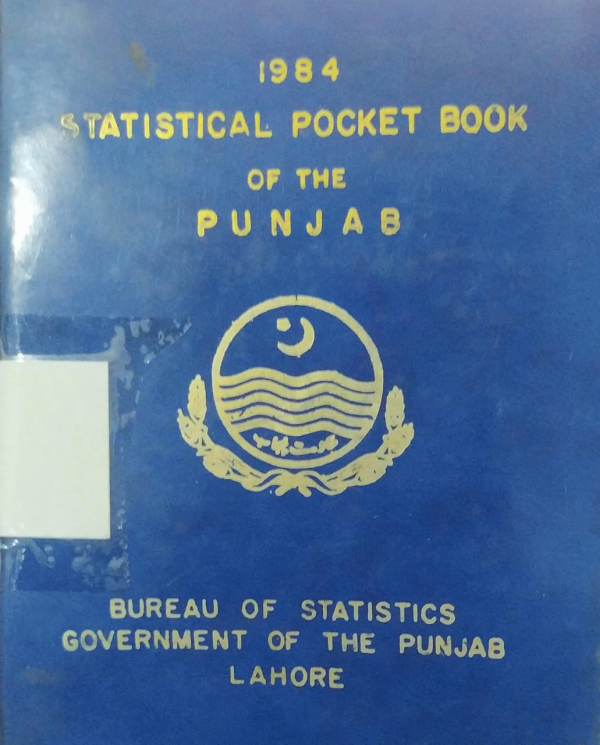 1984
STATISTICAL POCKET BOOK
OF THE
PUNJAB
BUREAU OF STATISTICS
GOVERNMENT OF THE PUNJAB
LAHORE